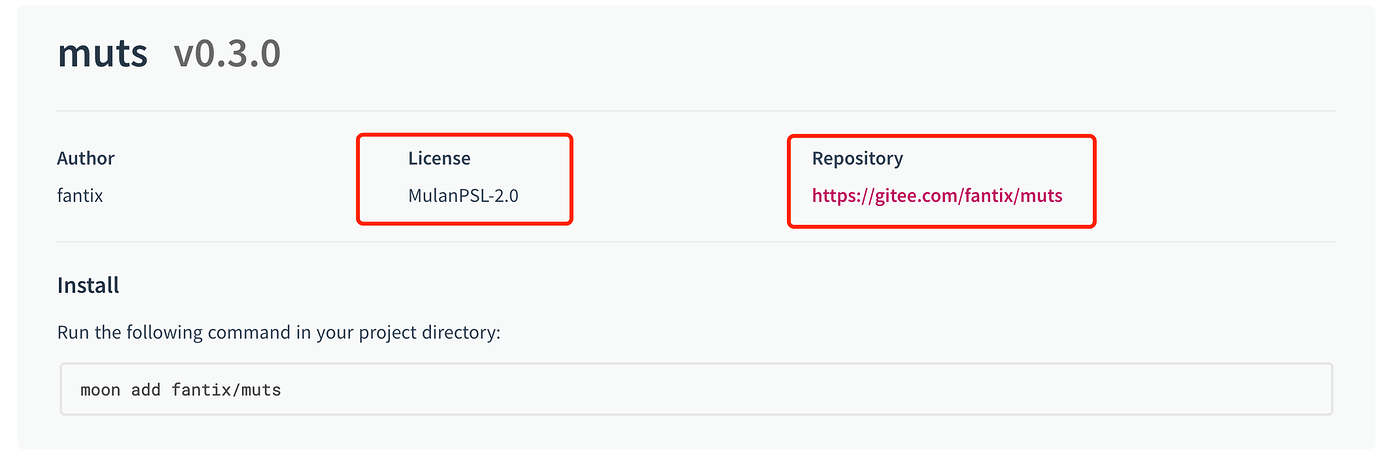 muts v0.3.0
Author
fantix
License
MulanPSL-2.0
Repository
https://gitee.com/fantix/muts
Install
Run the following command in your project directory:
moon add fantix/muts